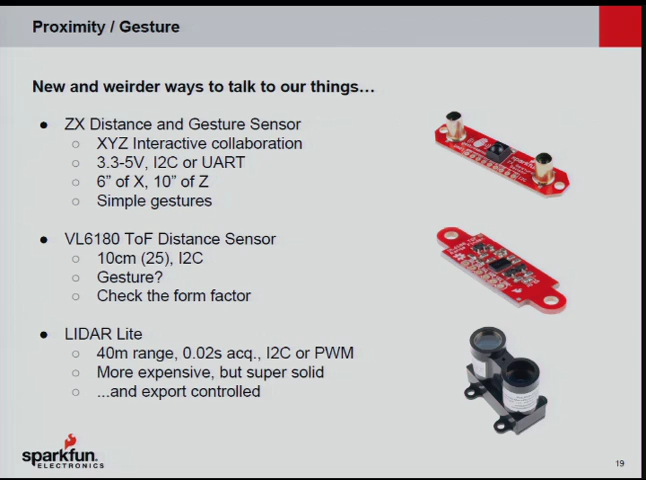 Proximity / Gesture
New and weirder ways to talk to our things…
● ZX Distance and Gesture Sensor
○ XYZ Interactive collaboration
○ 3.3-5V, I2C or UART
○ 6” of X, 10” of Z
○ Simple gestures
● VL6180 ToF Distance Sensor
○ 10cm (25), I2C
○ Gesture?
○ Check the form factor
● LIDAR Lite
○ 40m range, 0.02s acq., I2C or PWM
○ More expensive, but super solid
○ ...and export controlled
sparkfun
ELECTRONICS
19